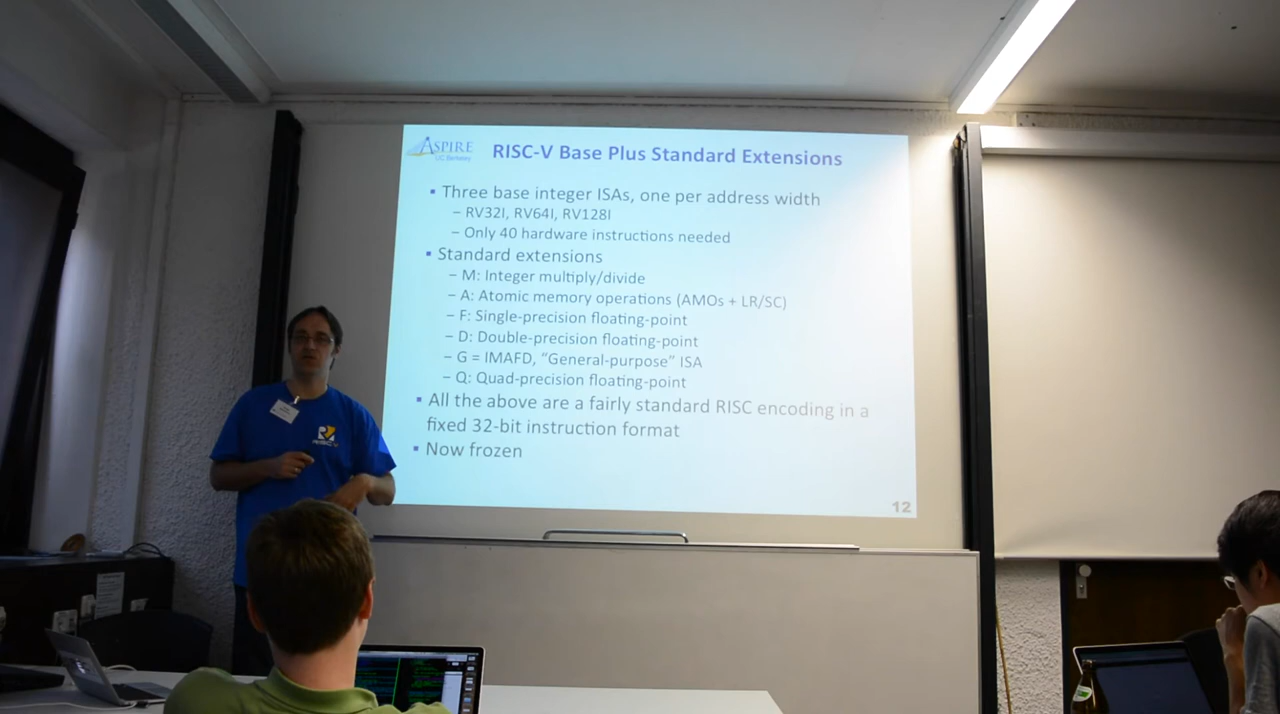 ASPIRE
UC Berkeley
RISC-V Base Plus Standard Extensions
▪ Three base integer ISAs, one per address width
– RV32I, RV64I, RV128I
– Only 40 hardware instructions needed
▪ Standard extensions
– M: Integer multiply/divide
– A: Atomic memory operations (AMOs + LR/SC)
– F: Single-precision floating-point
– D: Double-precision floating-point
– G = IMAFD, “General-purpose” ISA
– Q: Quad-precision floating-point
▪ All the above are a fairly standard RISC encoding in a
fixed 32-bit instruction format
▪ Now frozen
12
RISC-V